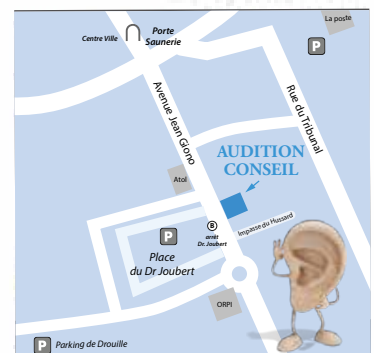 La poste
Porte
Saunerie
Centre Ville
P
Avenue Jean Giono
Rue du Tribunal
AUDITION
CONSEIL
Atol
B
arrêt
Dr. Joubert
Impasse du Hussard
P
Place
du Dr Joubert
ORPI
P Parking de Drouille